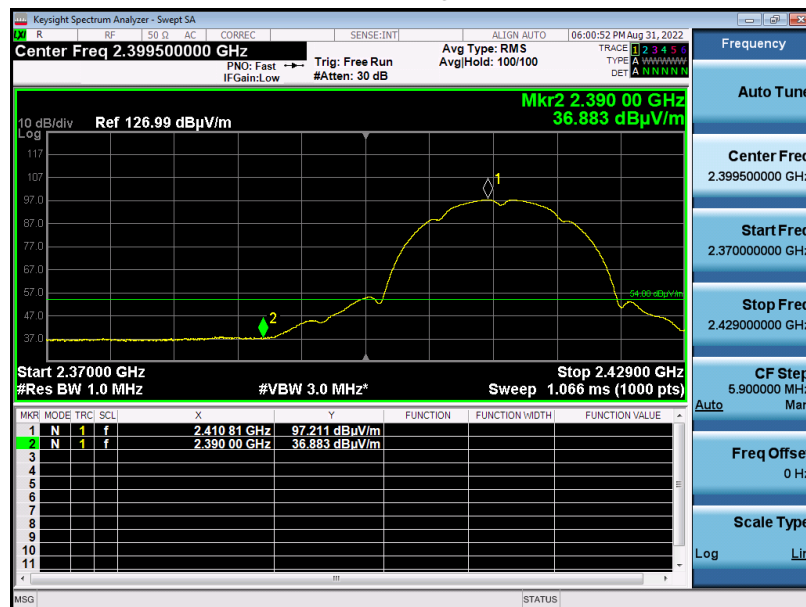 Keysight Spectrum Analyzer - Swept SA
LXI R RF 50 Ω AC CORREC SENSE:INT ALIGN AUTO 06:00:52 PM Aug 31, 2022
Center Freq 2.399500000 GHz
PNO: Fast
IFGain:Low
Trig: Free Run
#Atten: 30 dB
Avg Type: RMS
Avg|Hold: 100/100
TRACE 1 2 3 4 5 6
TYPE A W W W W W
DET A N N N N N
Mkr2 2.390 00 GHz
36.883 dBµV/m
10 dB/div Ref 126.99 dBµV/m
Log
117
107
97.0
87.0
77.0
67.0
57.0
47.0
37.0
1
2
54.00 dBµV/m
Start 2.37000 GHz Stop 2.42900 GHz
#Res BW 1.0 MHz #VBW 3.0 MHz* Sweep 1.066 ms (1000 pts)
MKR MODE TRC SCL X Y FUNCTION FUNCTION WIDTH FUNCTION VALUE
1 N 1 f 2.410 81 GHz 97.211 dBµV/m
2 N 1 f 2.390 00 GHz 36.883 dBµV/m
3
4
5
6
7
8
9
10
11
MSG STATUS
Frequency
Auto Tune
Center Freq
2.399500000 GHz
Start Freq
2.370000000 GHz
Stop Freq
2.429000000 GHz
CF Step
5.900000 MHz
Auto Man
Freq Offset
0 Hz
Scale Type
Log Lin